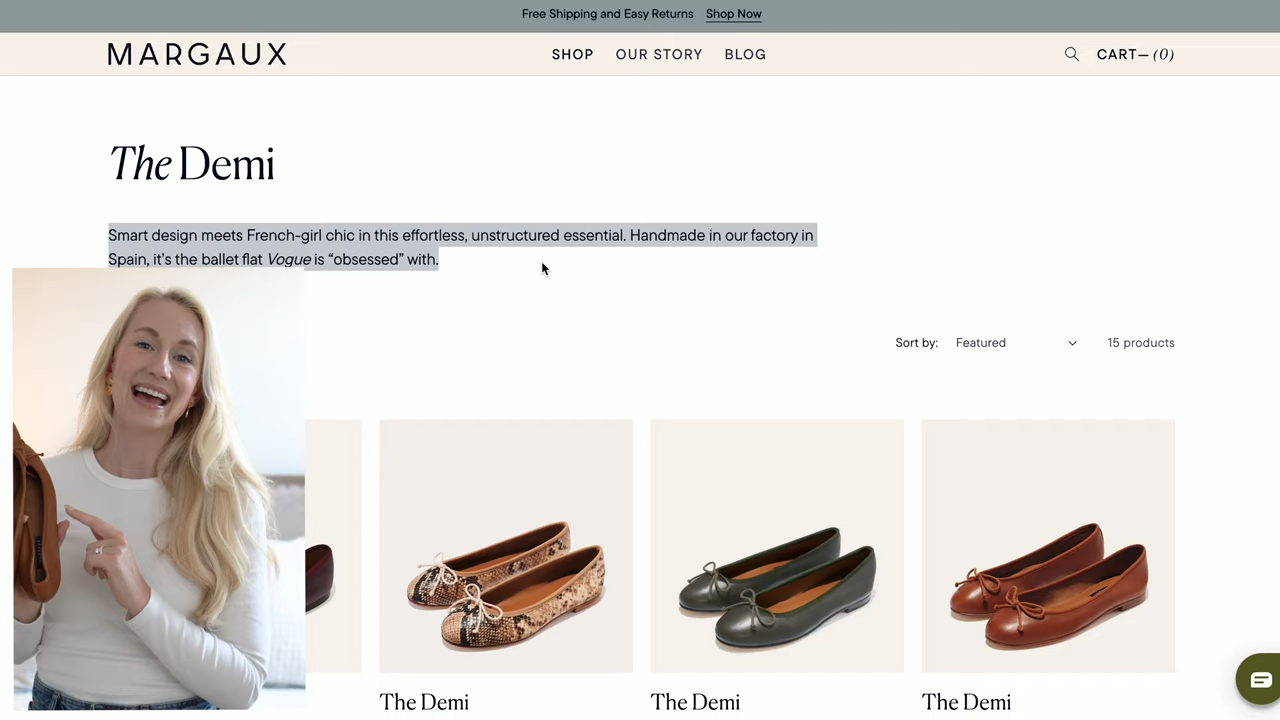 Free Shipping and Easy Returns Shop Now
MARGAUX
SHOP OUR STORY BLOG
CART— (0)
The Demi
Smart design meets French-girl chic in this effortless, unstructured essential. Handmade in our factory in
Spain, it’s the ballet flat Vogue is “obsessed” with.
Sort by: Featured 15 products
The Demi
The Demi
The Demi